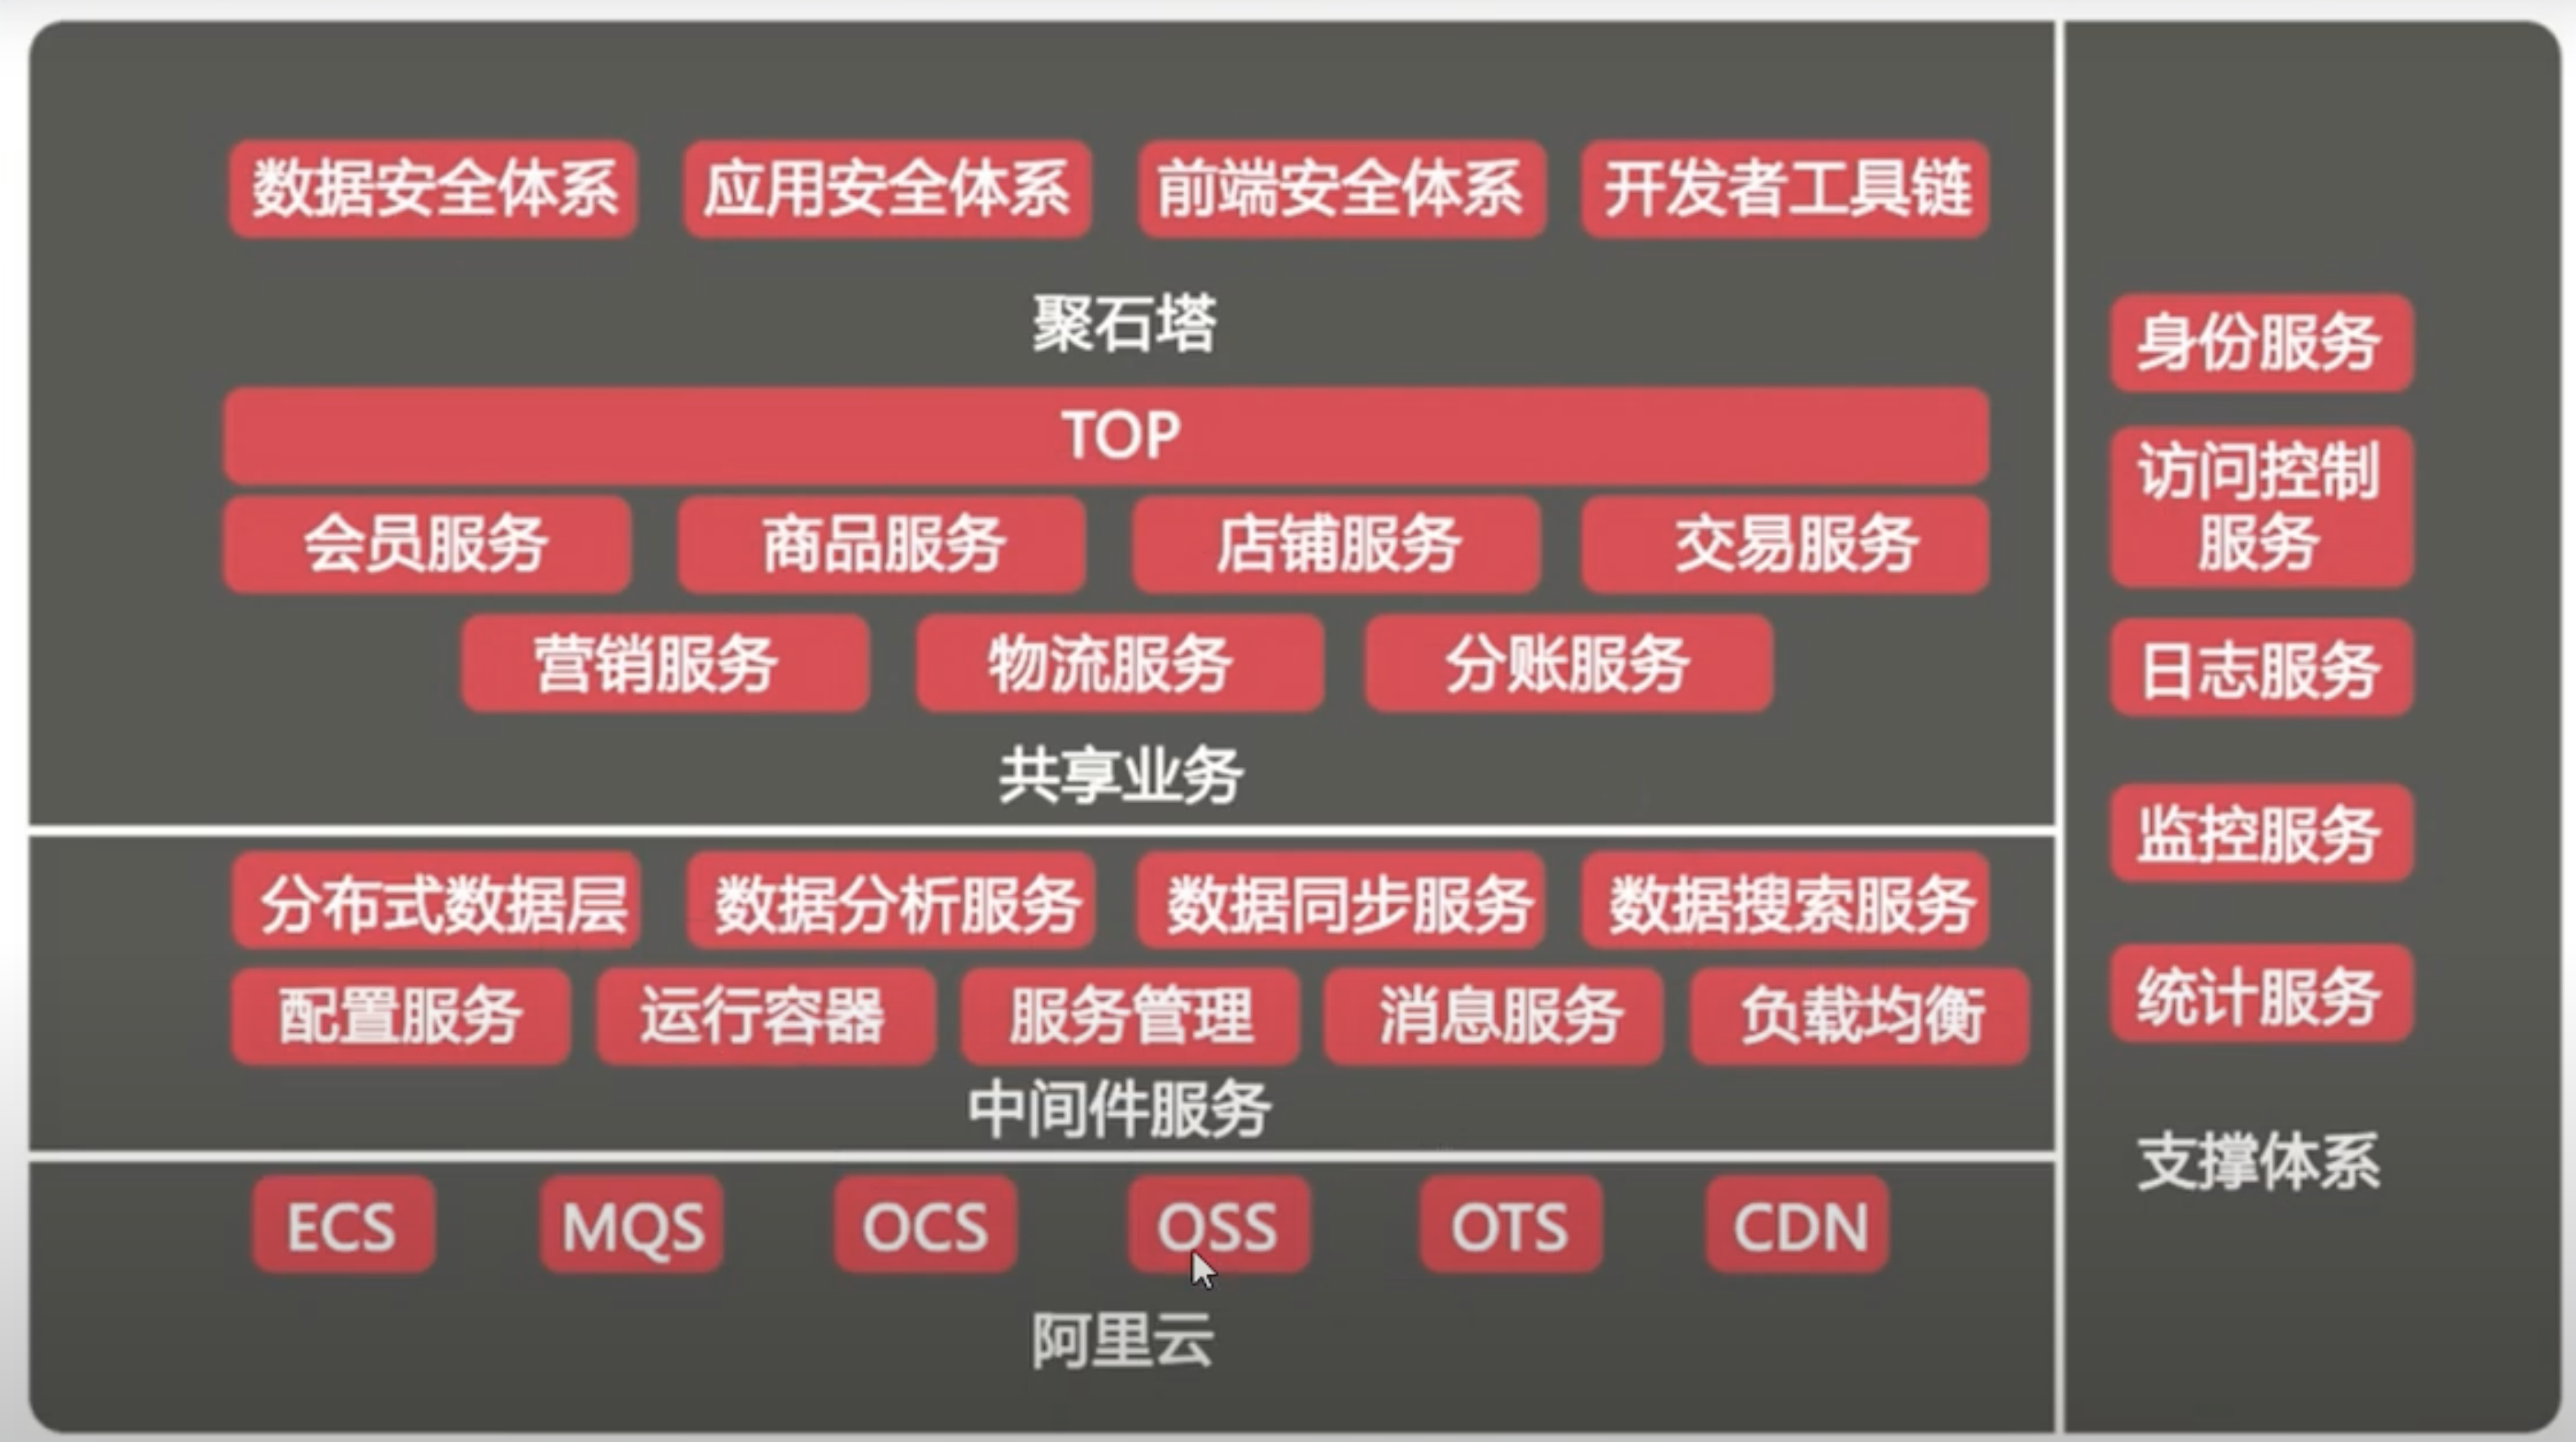 数据安全体系 应用安全体系 前端安全体系 开发者工具链
聚石塔
TOP
会员服务 商品服务 店铺服务 交易服务
营销服务 物流服务 分账服务
共享业务
分布式数据层 数据分析服务 数据同步服务 数据搜索服务
配置服务 运行容器 服务管理 消息服务 负载均衡
中间件服务
ECS MQS OCS OSS OTS CDN
阿里云
身份服务
访问控制
服务
日志服务
监控服务
统计服务
支撑体系